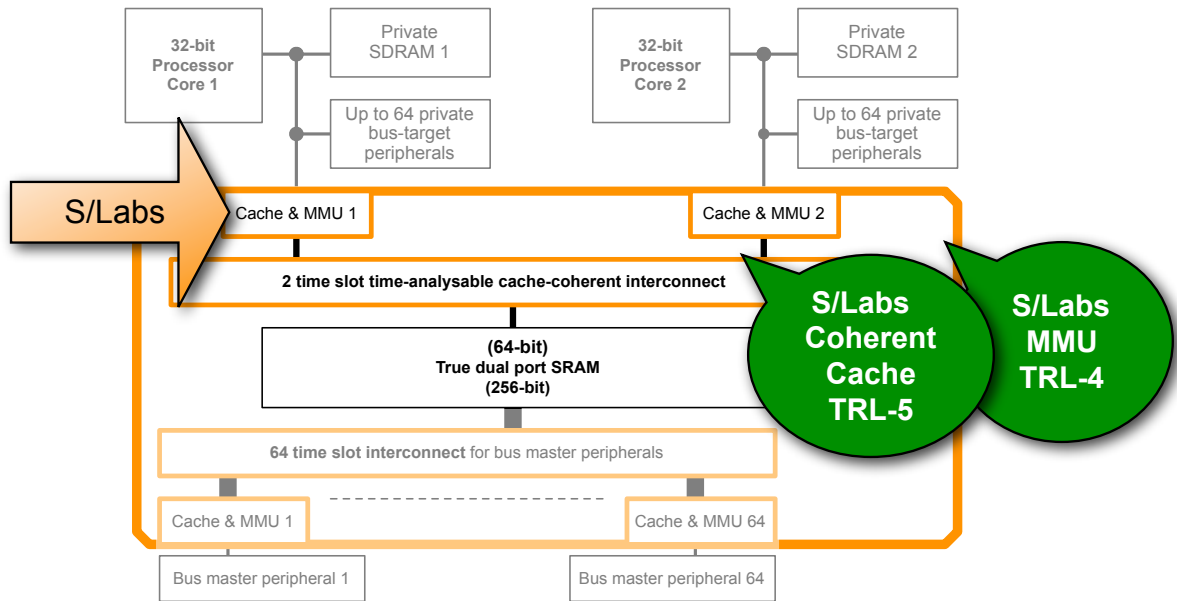 32-bit
Processor
Core 1
Private
SDRAM 1
Up to 64 private
bus-target
peripherals
32-bit
Processor
Core 2
Private
SDRAM 2
Up to 64 private
bus-target
peripherals
S/Labs
Cache & MMU 1
Cache & MMU 2
2 time slot time-analysable cache-coherent interconnect
(64-bit)
True dual port SRAM
(256-bit)
S/Labs
Coherent
Cache
TRL-5
S/Labs
MMU
TRL-4
64 time slot interconnect for bus master peripherals
Cache & MMU 1
Cache & MMU 64
Bus master peripheral 1
Bus master peripheral 64